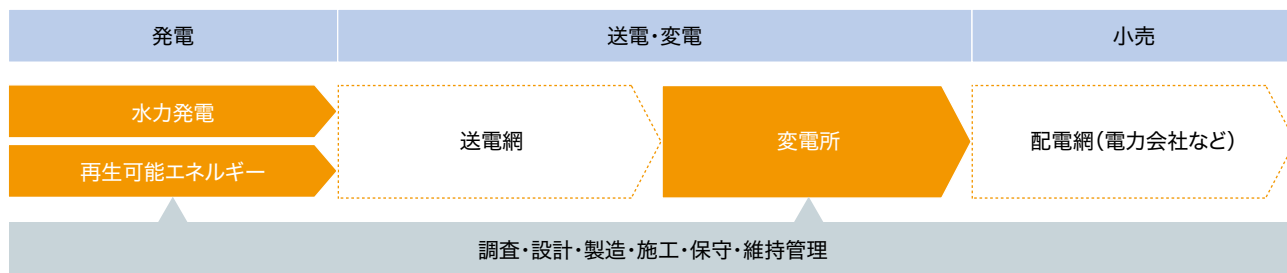 発電
送電・変電
小売
水力発電
再生可能エネルギー
送電網
変電所
配電網(電力会社など)
調査・設計・製造・施工・保守・維持管理